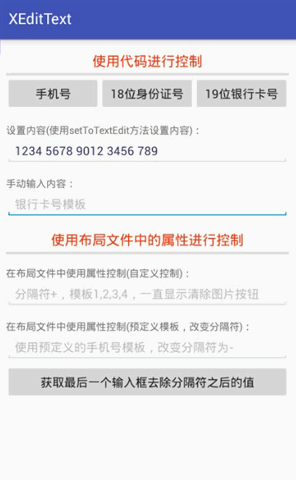 XEditText
使用代码进行控制
手机号 18位身份证号 19位银行卡号
设置内容(使用setToTextEdit方法设置内容)：
1234 5678 9012 3456 789
手动输入内容：
银行卡号模板
使用布局文件中的属性进行控制
在布局文件中使用属性控制(自定义控制)：
分隔符+，模板1,2,3,4，一直显示清除图片按钮
在布局文件中使用属性控制(预定义模板，改变分隔符)：
使用预定义的手机号模板，改变分隔符为-
获取最后一个输入框去除分隔符之后的值